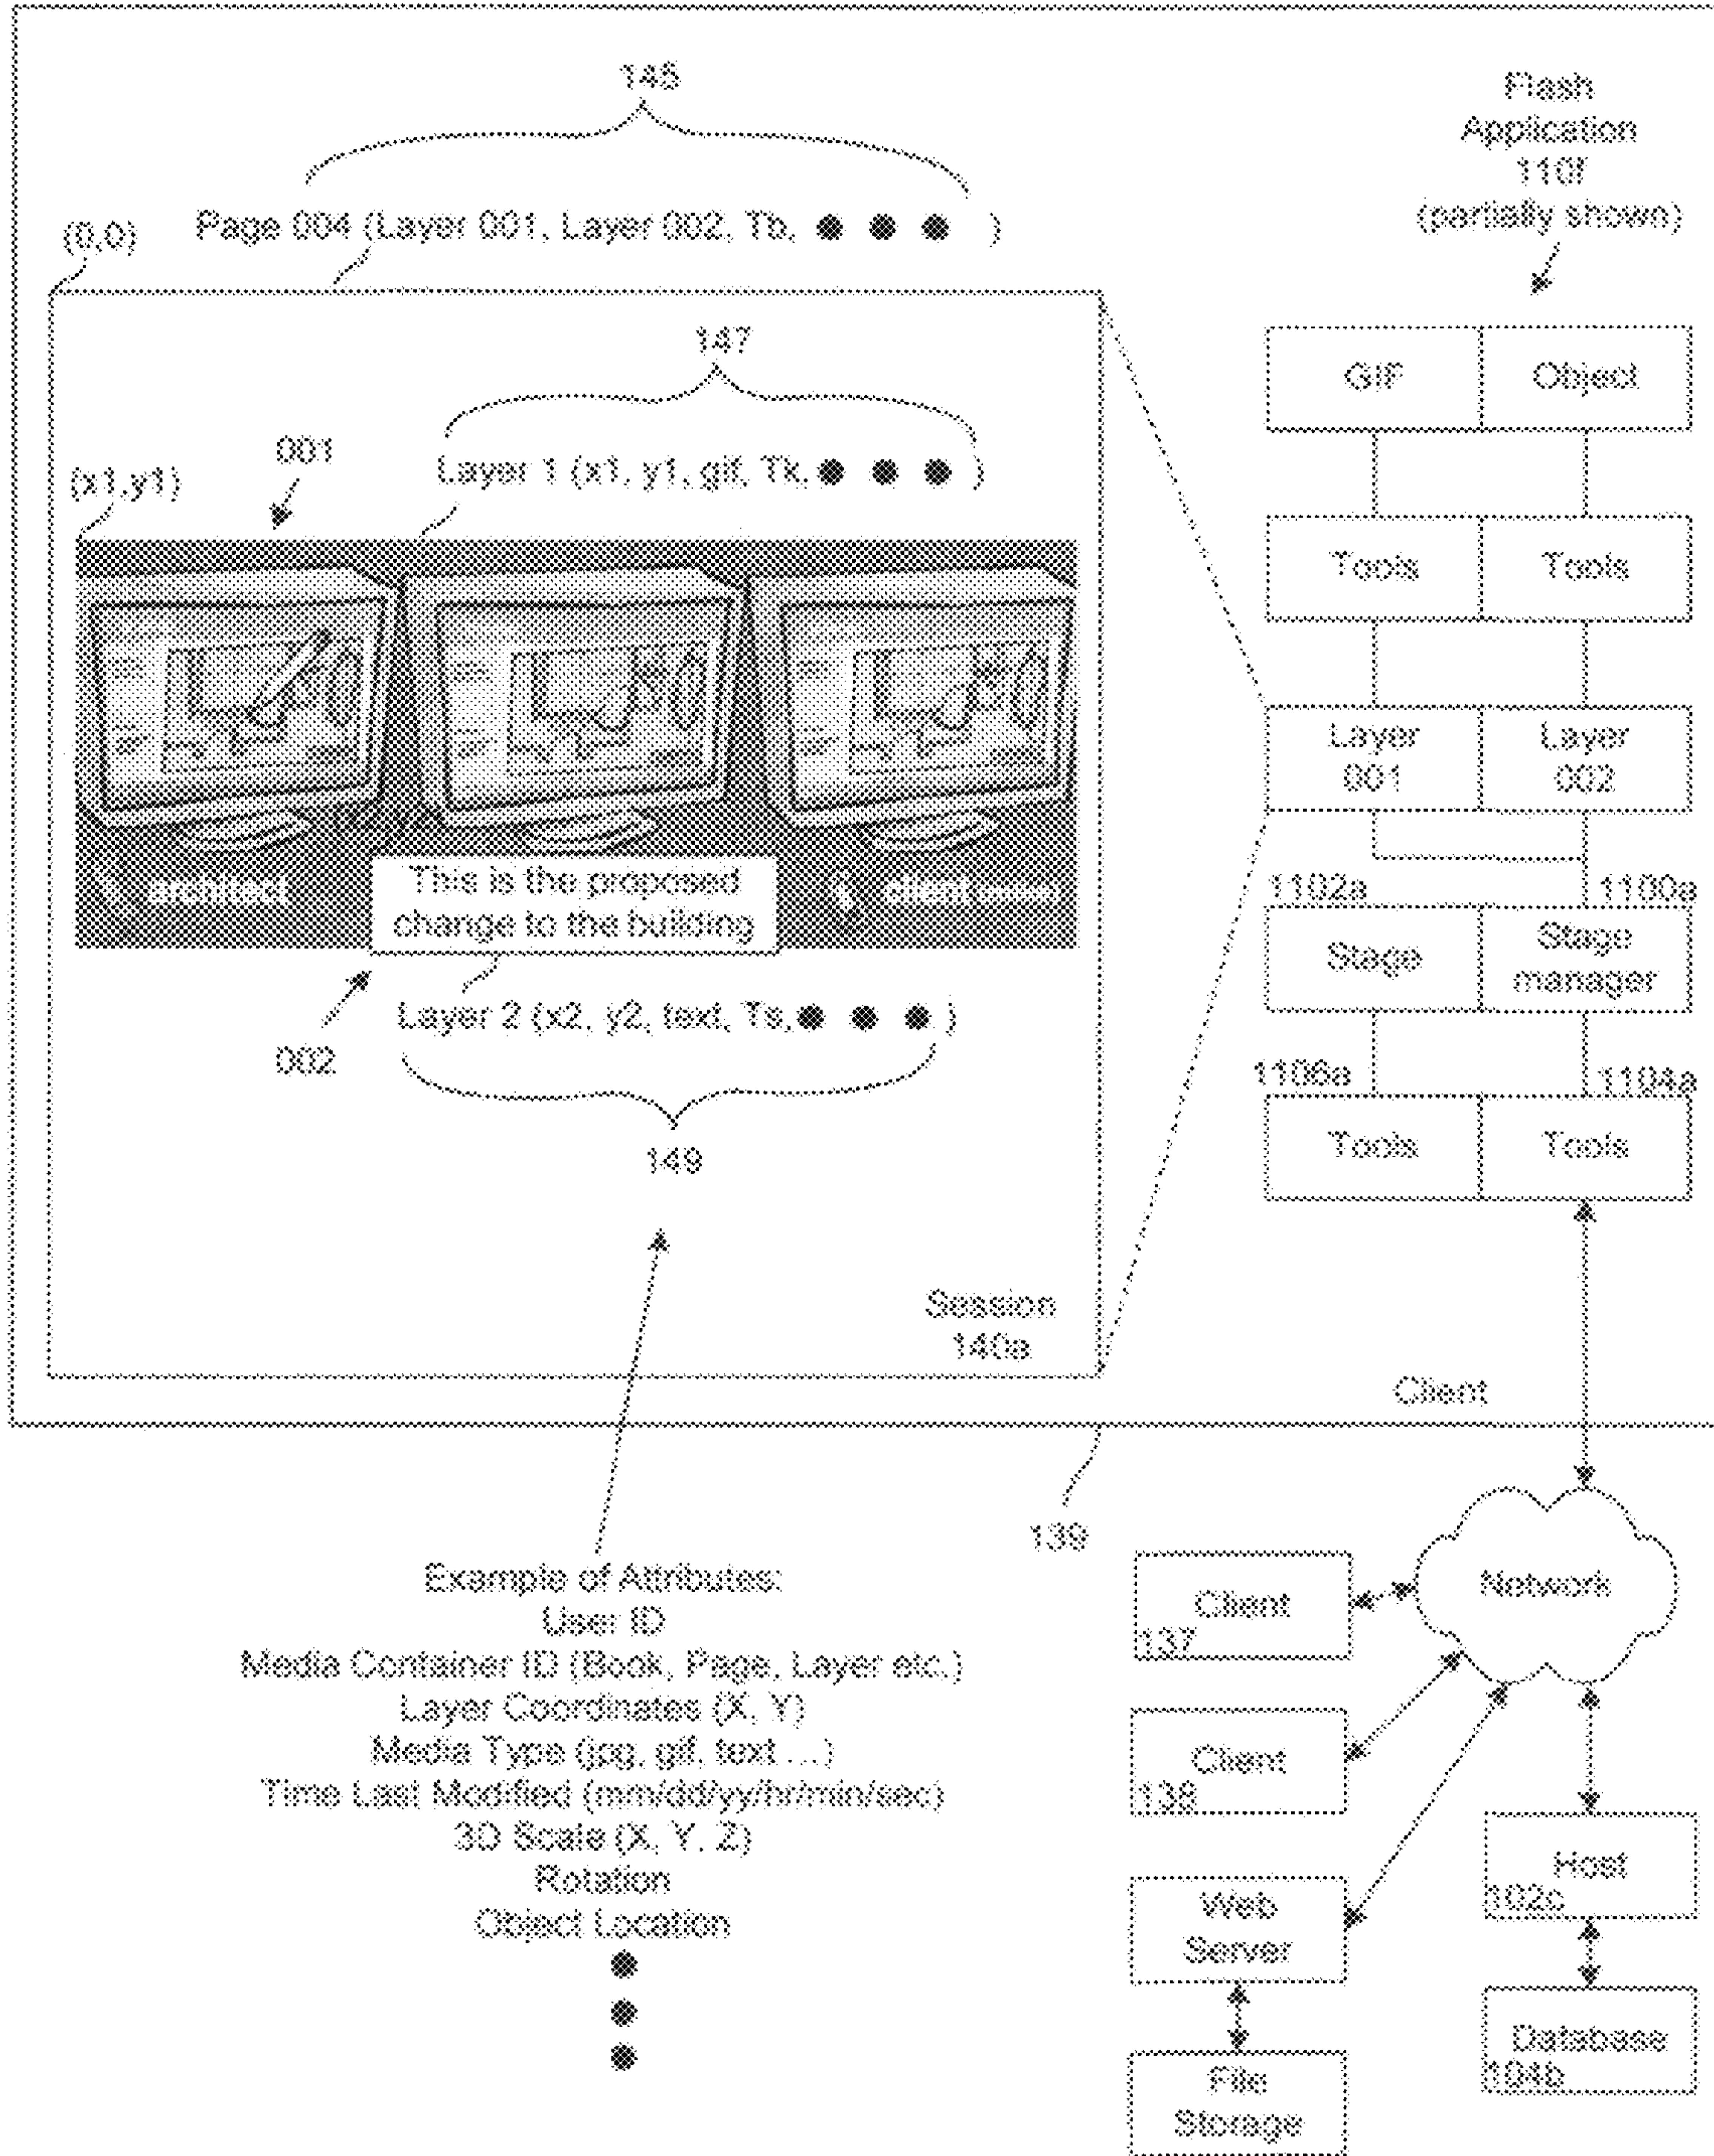 145
Flash
Application
110f
(partially shown)
(0,0)
Page 004 (Layer 001, Layer 002, Tb, ● ● ● )
147
GIF
Object
001
(x1,y1)
Layer 1 (x1, y1, gif, Tk, ● ● ● )
Tools
Tools
Layer
001
Layer
002
architect
This is the proposed
change to the building
1102a
1100a
Stage
Stage
manager
Layer 2 (x2, y2, text, Ts, ● ● ● )
002
1106a
1104a
Tools
Tools
149
Session
140a
Client
139
Example of Attributes:
User ID
Media Container ID (Book, Page, Layer etc.)
Layer Coordinates (X, Y)
Media Type (jpg, gif, text ...)
Time Last Modified (mm/dd/yy/hr/min/sec)
3D Scale (X, Y, Z)
Rotation
Object Location
●
●
●
Network
Client
137
Client
138
Web
Server
Host
102c
File
Storage
Database
104b